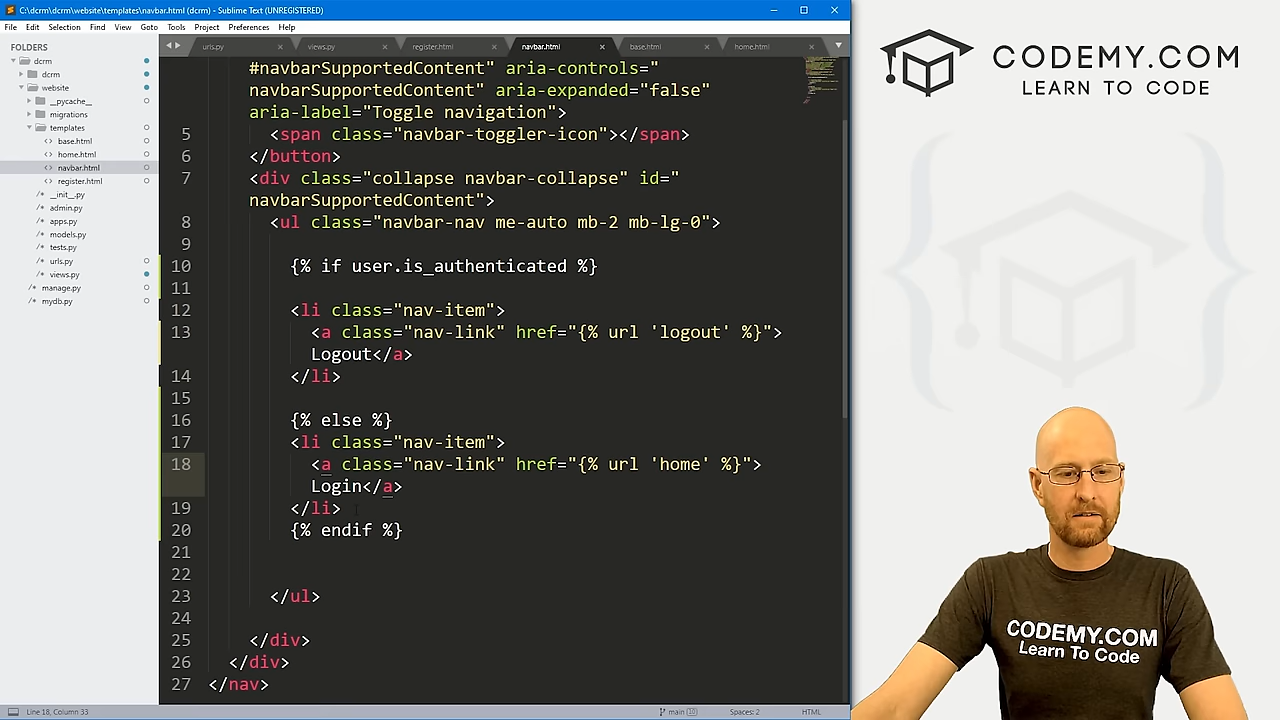 C:\dcrm\dcrm\website\templates\navbar.html (dcrm) - Sublime Text (UNREGISTERED)
File Edit Selection Find View Goto Tools Project Preferences Help
FOLDERS
dcrm
dcrm
website
__pycache__
migrations
templates
base.html
home.html
navbar.html
register.html
__init__.py
admin.py
apps.py
models.py
tests.py
urls.py
views.py
manage.py
mydb.py
urls.py views.py register.html navbar.html base.html home.html
#navbarSupportedContent" aria-controls="
navbarSupportedContent" aria-expanded="false"
aria-label="Toggle navigation">
5 <span class="navbar-toggler-icon"></span>
6 </button>
7 <div class="collapse navbar-collapse" id="
navbarSupportedContent">
8 <ul class="navbar-nav me-auto mb-2 mb-lg-0">
9
10 {% if user.is_authenticated %}
11
12 <li class="nav-item">
13 <a class="nav-link" href="{% url 'logout' %}">
Logout</a>
14 </li>
15
16 {% else %}
17 <li class="nav-item">
18 <a class="nav-link" href="{% url 'home' %}">
Login</a>
19 </li>
20 {% endif %}
21
22
23 </ul>
24
25 </div>
26 </div>
27 </nav>
Line 18, Column 33
main
Spaces: 2
HTML
CODEMY.COM
LEARN TO CODE
CODEMY.COM
Learn To Code